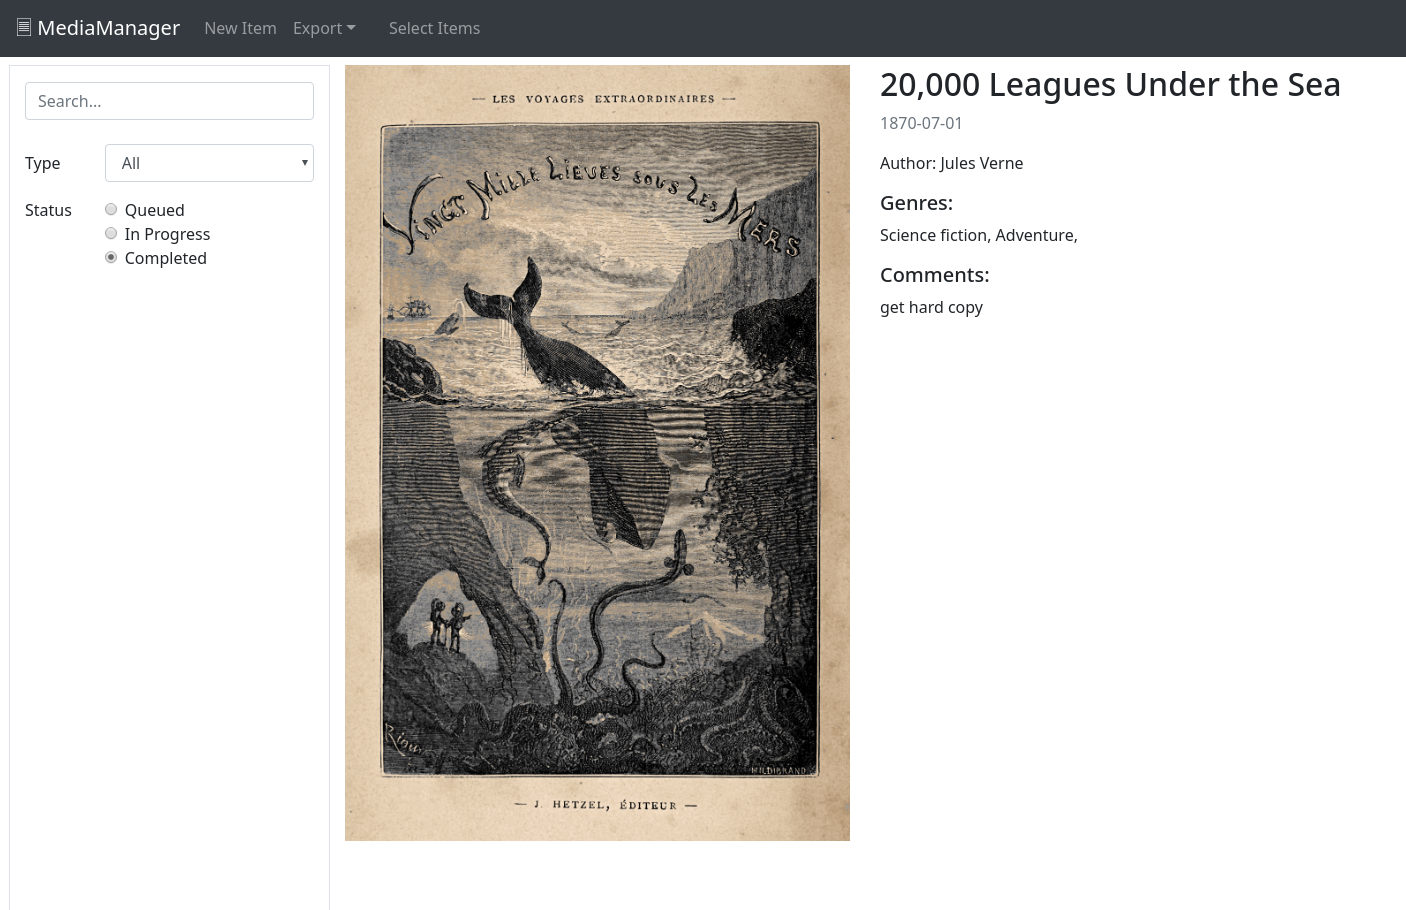 MediaManager New Item Export Select Items
Search...
Type All
Status Queued
In Progress
Completed
— LES VOYAGES EXTRAORDINAIRES —
VINGT MILLE LIEUES SOUS LES MERS
Riou
HILDIBRAND
— J. HETZEL, ÉDITEUR —
20,000 Leagues Under the Sea
1870-07-01
Author: Jules Verne
Genres:
Science fiction, Adventure,
Comments:
get hard copy